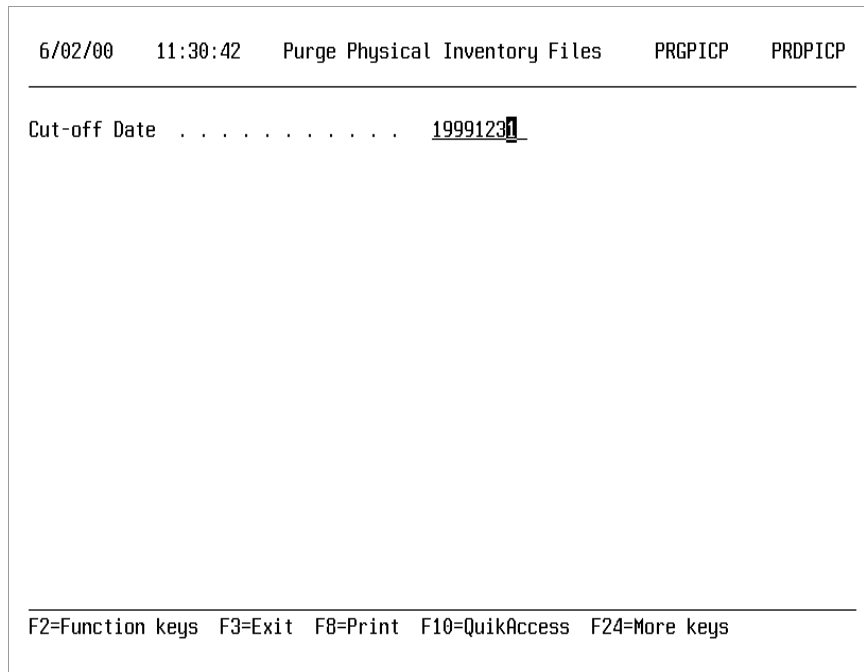 6/02/00 11:30:42 Purge Physical Inventory Files PRGPICP PRDPICP
Cut-off Date . . . . . . . . . . . 19991231
F2=Function keys F3=Exit F8=Print F10=QuikAccess F24=More keys